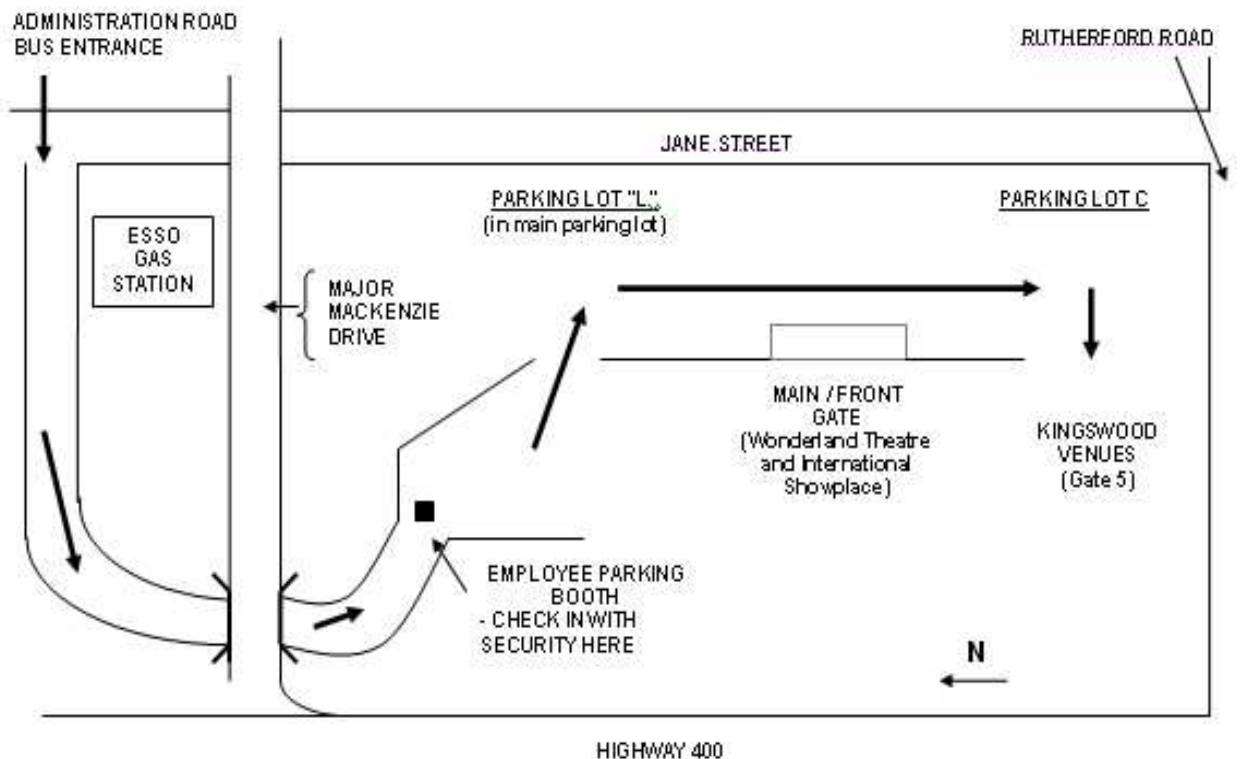 ADMINISTRATION ROAD
BUS ENTRANCE
RUTHERFORD ROAD
JANE STREET
PARKING LOT "L"
(in main parking lot)
PARKING LOT C
ESSO
GAS
STATION
MAJOR
MACKENZIE
DRIVE
MAIN / FRONT
GATE
(Wonderland Theatre
and International
Showplace)
KINGSWOOD
VENUES
(Gate 5)
EMPLOYEE PARKING
BOOTH
- CHECK IN WITH
SECURITY HERE
N
HIGHWAY 400